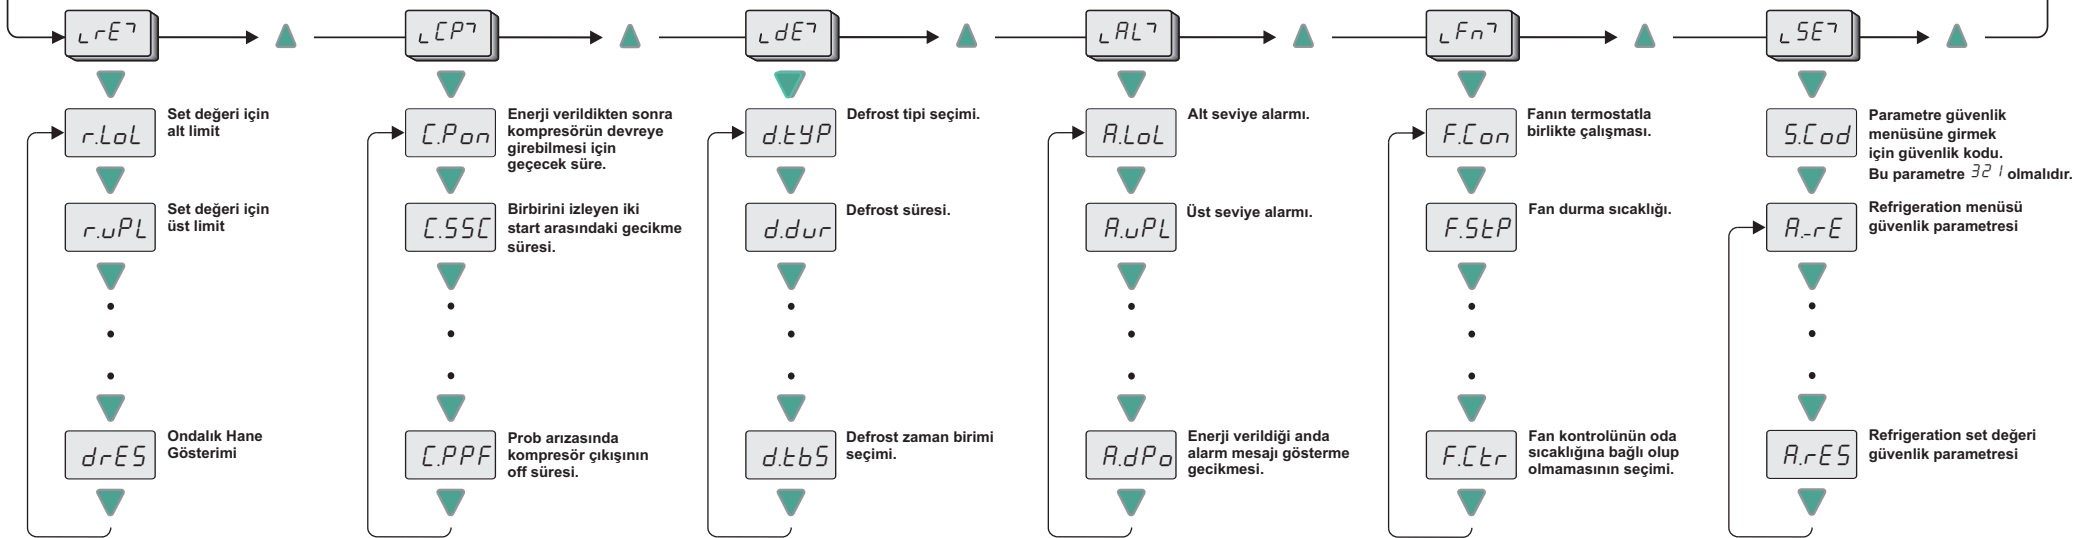 rE
CP
dE
AL
Fn
SE
r.LoL
Set değeri için
alt limit
r.uPL
Set değeri için
üst limit
drES
Ondalık Hane
Gösterimi
C.Pon
Enerji verildikten sonra
kompresörün devreye
girebilmesi için
geçecek süre.
C.SSC
Birbirini izleyen iki
start arasındaki gecikme
süresi.
C.PPF
Prob arızasında
kompresör çıkışının
off süresi.
d.tYP
Defrost tipi seçimi.
d.dur
Defrost süresi.
d.tbS
Defrost zaman birimi
seçimi.
A.LoL
Alt seviye alarmı.
A.uPL
Üst seviye alarmı.
A.dPo
Enerji verildiği anda
alarm mesajı gösterme
gecikmesi.
F.Con
Fanın termostatla
birlikte çalışması.
F.StP
Fan durma sıcaklığı.
F.Ctr
Fan kontrolünün oda
sıcaklığına bağlı olup
olmamasının seçimi.
S.Cod
Parametre güvenlik
menüsüne girmek
için güvenlik kodu.
Bu parametre 321 olmalıdır.
A.-rE
Refrigeration menüsü
güvenlik parametresi
A.rES
Refrigeration set değeri
güvenlik parametresi